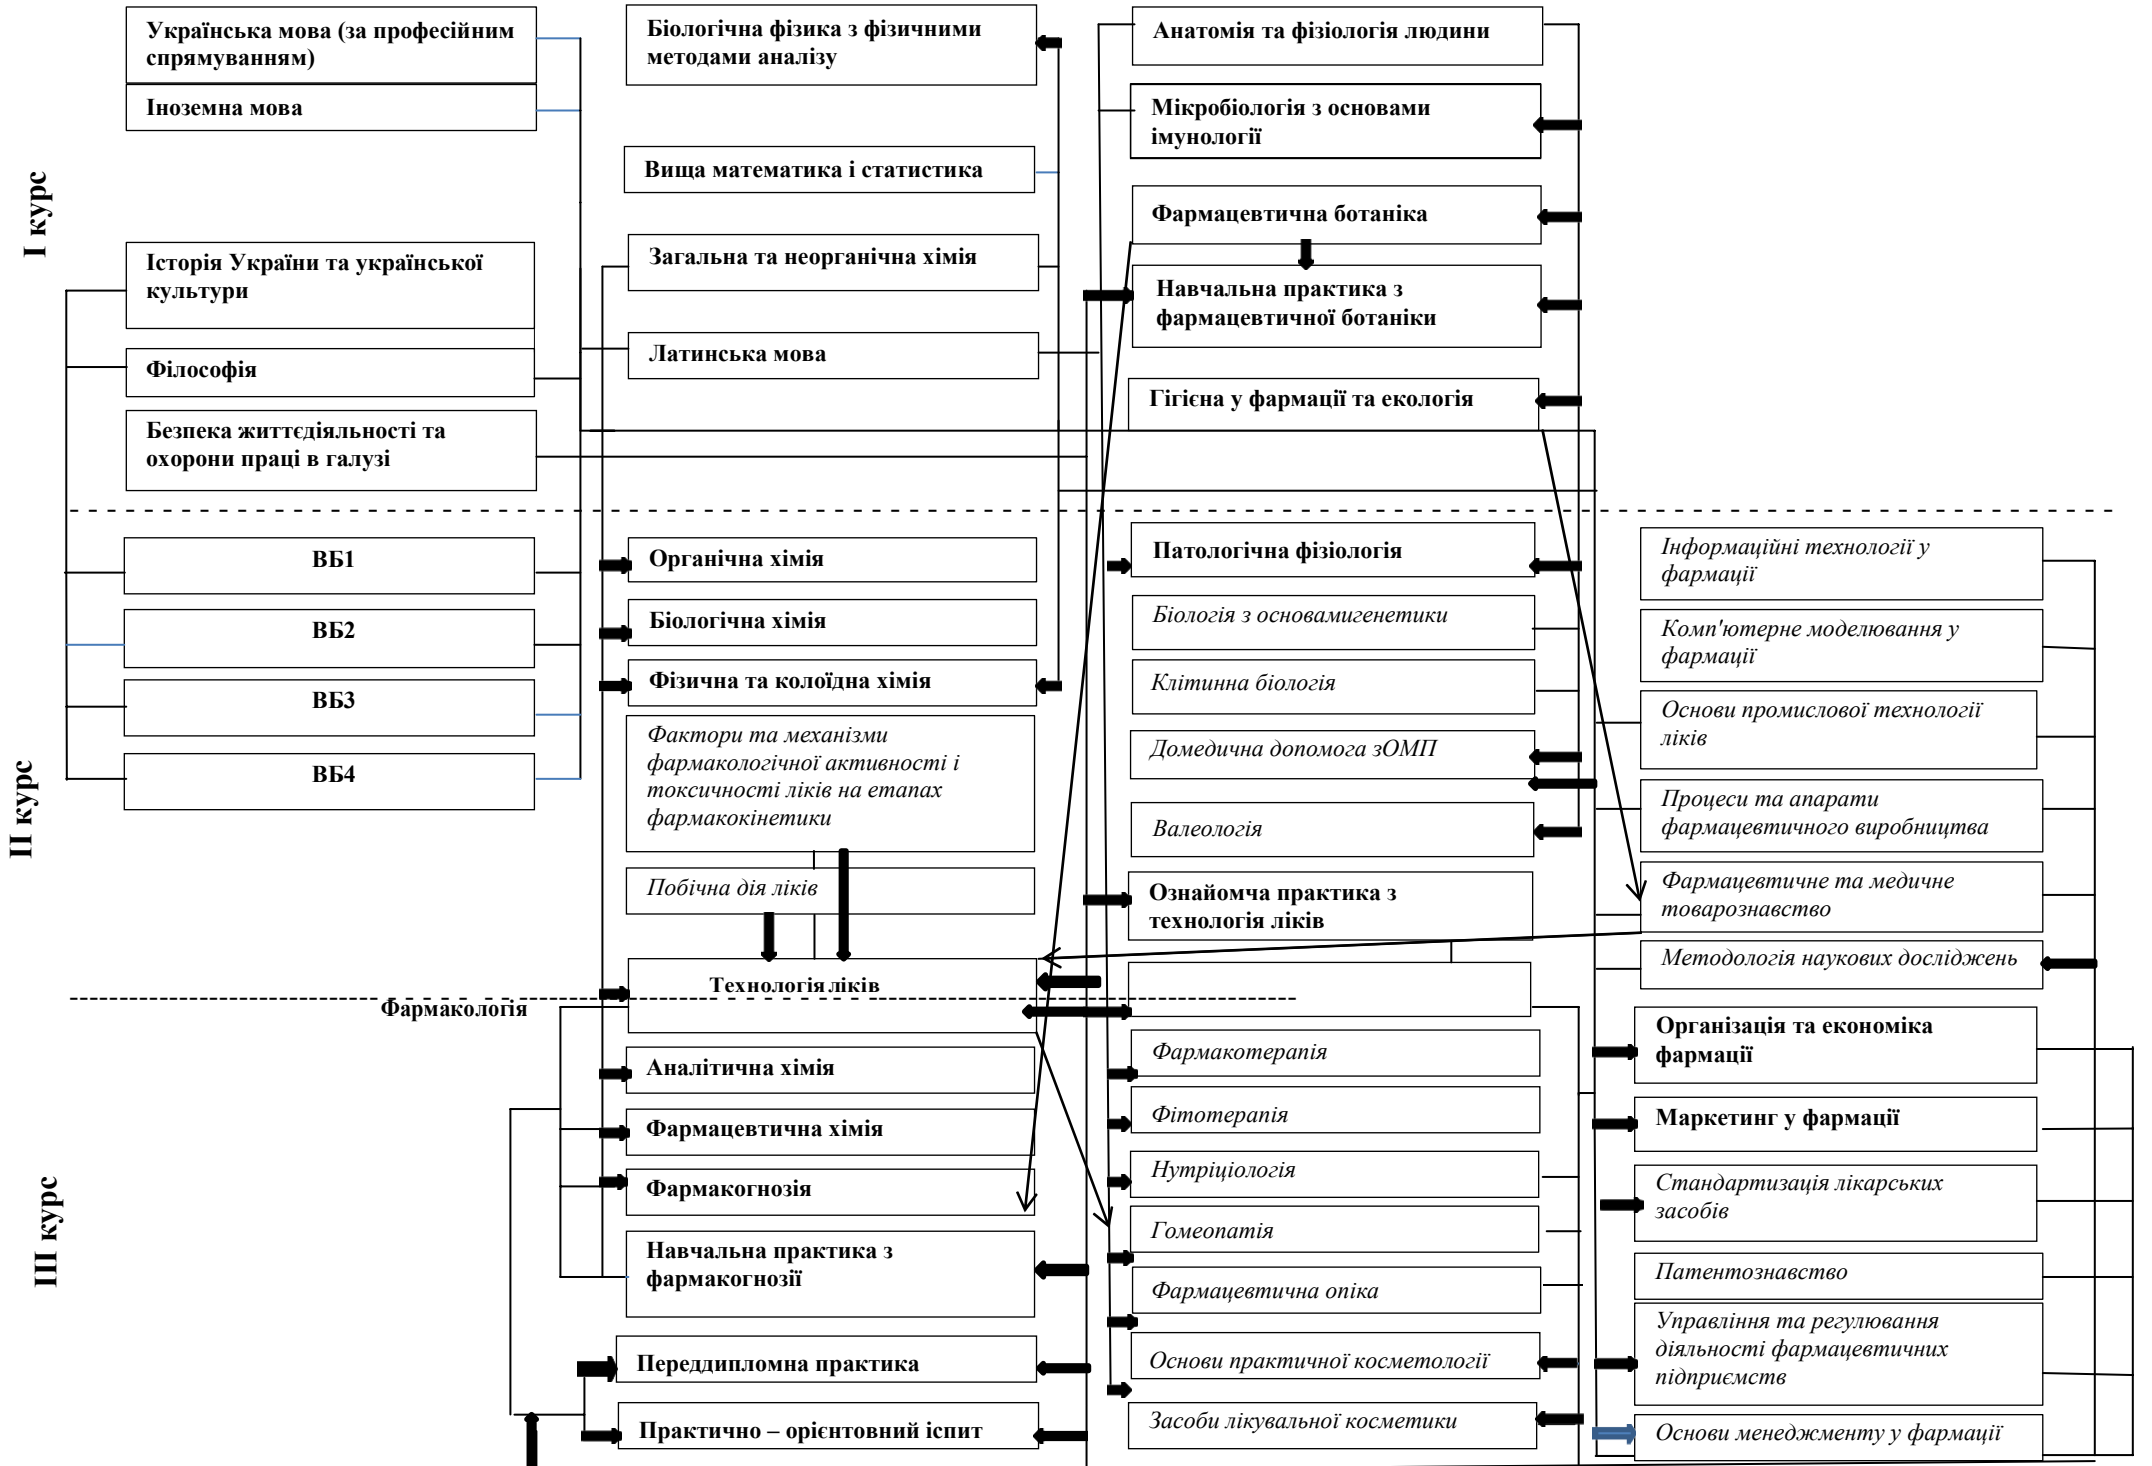 Українська мова (за професійним
спрямуванням)
Іноземна мова
Історія України та української
культури
Філософія
Безпека життєдіяльності та
охорони праці в галузі
Біологічна фізика з фізичними
методами аналізу
Вища математика і статистика
Загальна та неорганічна хімія
Латинська мова
Анатомія та фізіологія людини
Мікробіологія з основами
імунології
Фармацевтична ботаніка
Навчальна практика з
фармацевтичної ботаніки
Гігієна у фармації та екологія
І курс
ВБ1
ВБ2
ВБ3
ВБ4
Органічна хімія
Біологічна хімія
Фізична та колоїдна хімія
Фактори та механізми
фармакологічної активності і
токсичності ліків на етапах
фармакокінетики
Побічна дія ліків
Патологічна фізіологія
Біологія з основамигенетики
Клітинна біологія
Домедична допомога зОМП
Валеологія
Ознайомча практика з
технологія ліків
Інформаційні технології у
фармації
Комп'ютерне моделювання у
фармації
Основи промислової технології
ліків
Процеси та апарати
фармацевтичного виробництва
Фармацевтичне та медичне
товарознавство
Методологія наукових досліджень
ІІ курс
Технологіяліків
Фармакологія
Аналітична хімія
Фармацевтична хімія
Фармакогнозія
Навчальна практика з
фармакогнозії
Переддипломна практика
Практично – орієнтовний іспит
Фармакотерапія
Фітотерапія
Нутріціологія
Гомеопатія
Фармацевтична опіка
Основи практичної косметології
Засоби лікувальної косметики
Організація та економіка
фармації
Маркетинг у фармації
Стандартизація лікарських
засобів
Патентознавство
Управління та регулювання
діяльності фармацевтичних
підприємств
Основи менеджменту у фармації
ІІІ курс